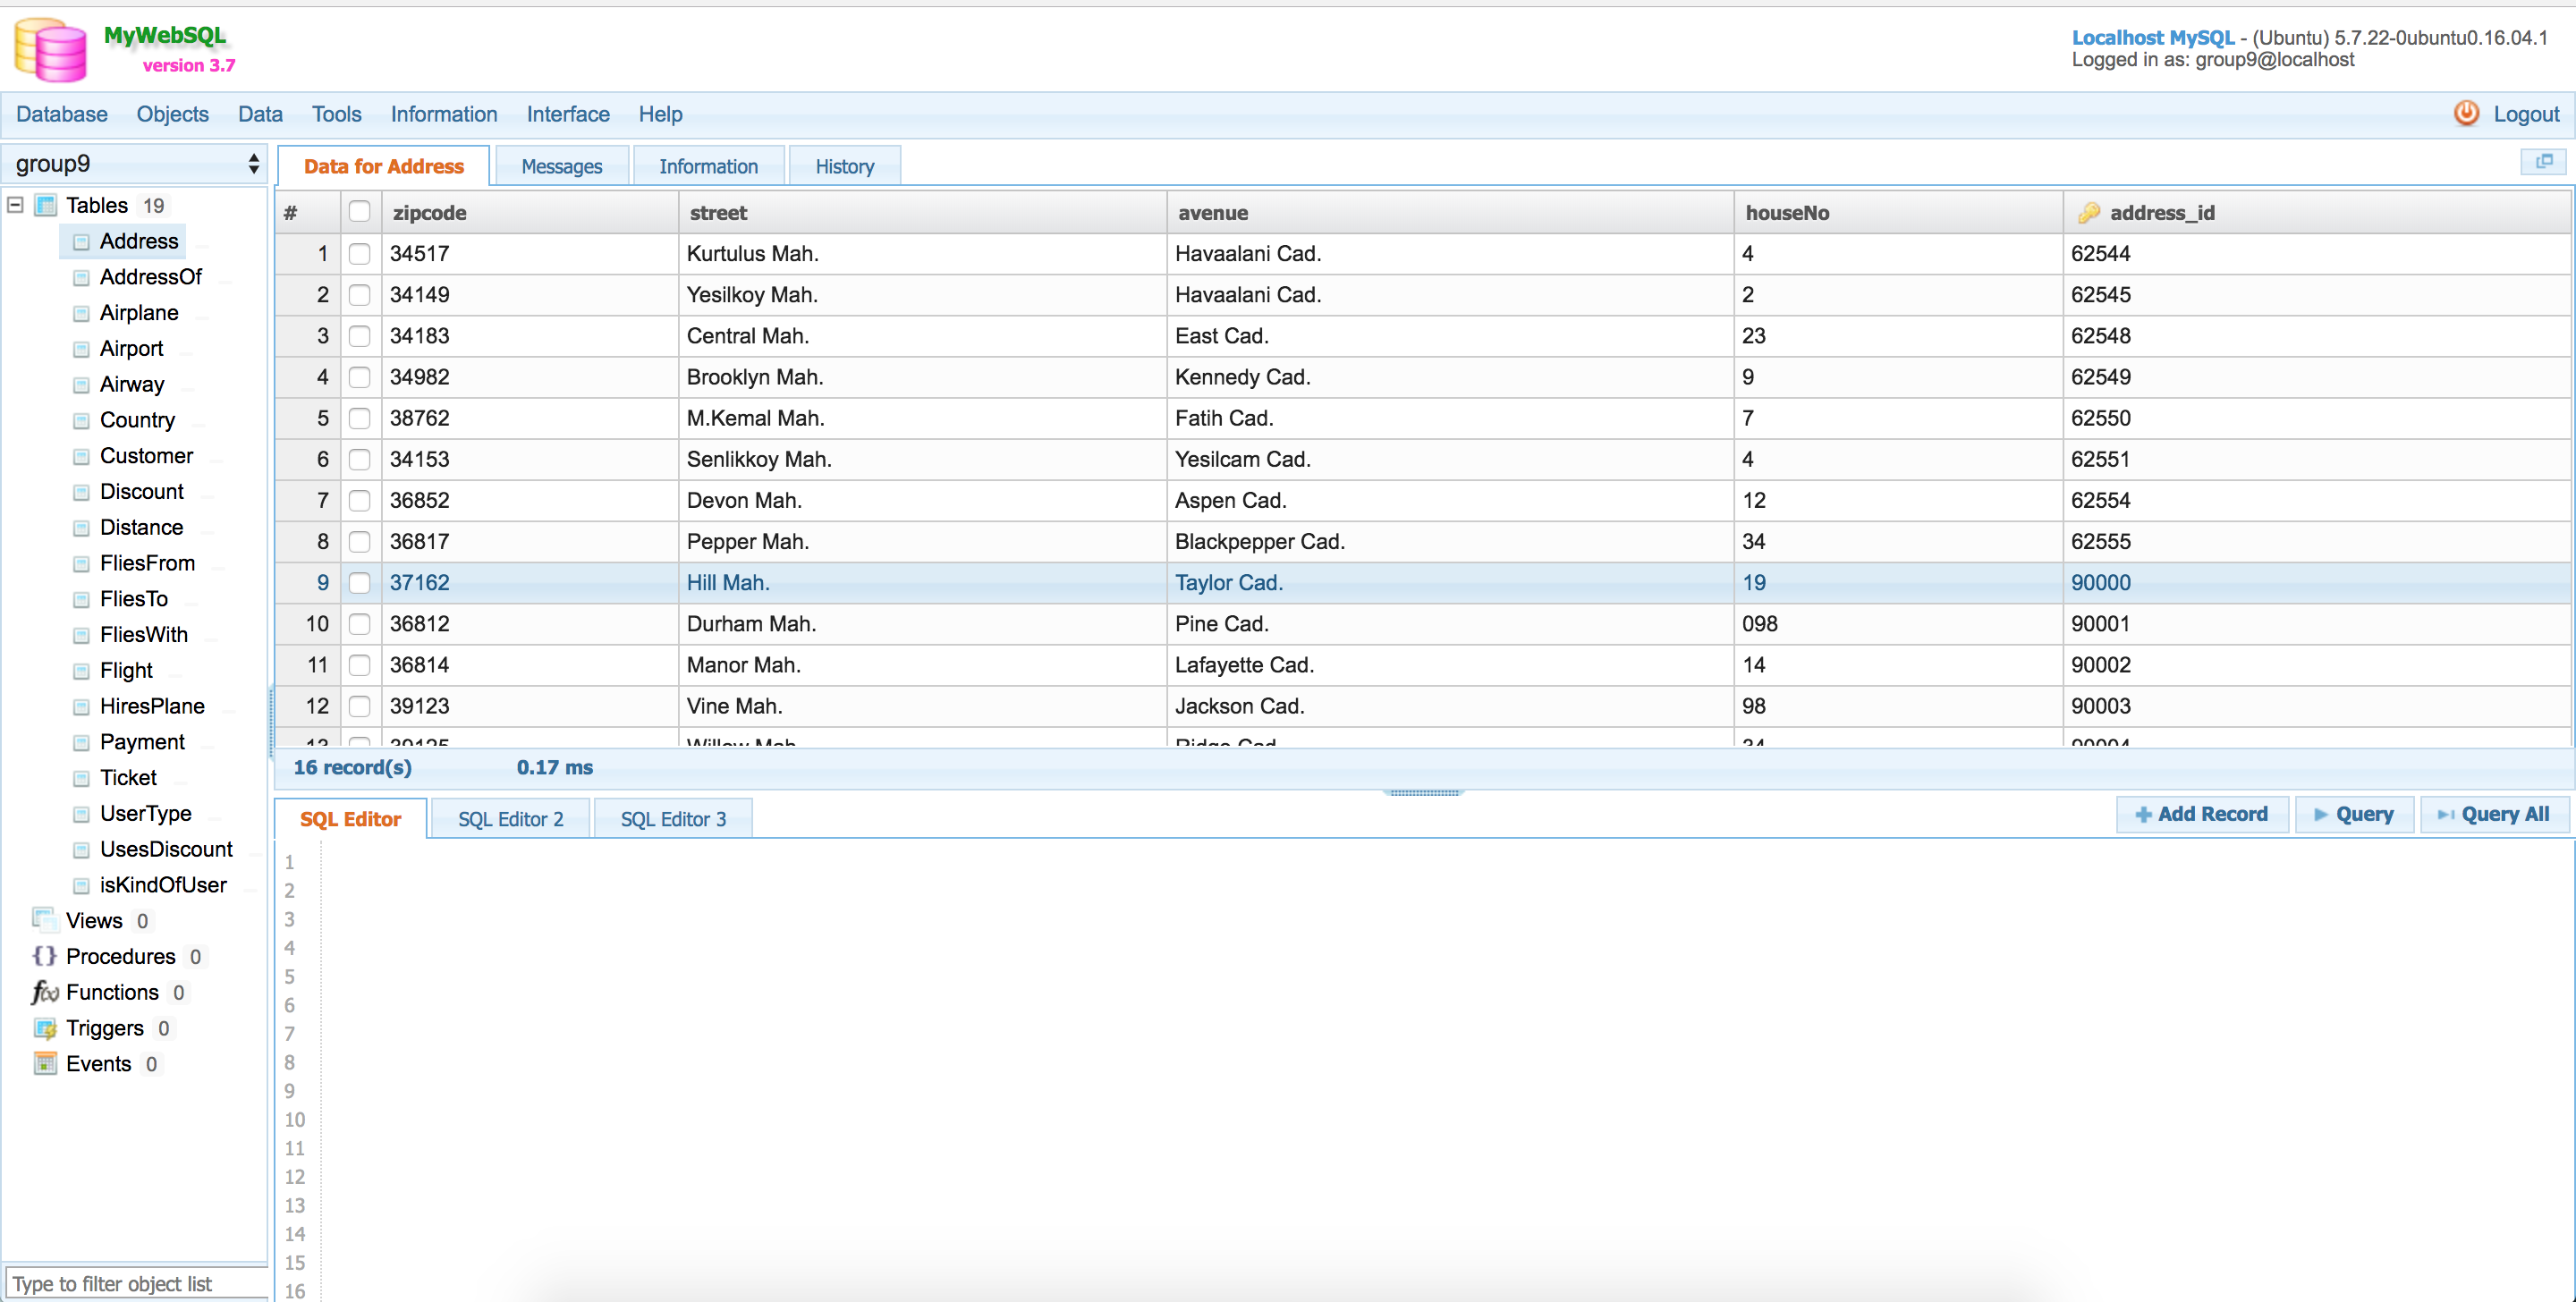 MyWebSQL
version 3.7
Localhost MySQL - (Ubuntu) 5.7.22-0ubuntu0.16.04.1
Logged in as: group9@localhost
Database Objects Data Tools Information Interface Help Logout
group9
Data for Address Messages Information History
Tables 19
Address
AddressOf
Airplane
Airport
Airway
Country
Customer
Discount
Distance
FliesFrom
FliesTo
FliesWith
Flight
HiresPlane
Payment
Ticket
UserType
UsesDiscount
isKindOfUser
Views 0
Procedures 0
Functions 0
Triggers 0
Events 0
Type to filter object list
# zipcode street avenue houseNo address_id
1 34517 Kurtulus Mah. Havaalani Cad. 4 62544
2 34149 Yesilkoy Mah. Havaalani Cad. 2 62545
3 34183 Central Mah. East Cad. 23 62548
4 34982 Brooklyn Mah. Kennedy Cad. 9 62549
5 38762 M.Kemal Mah. Fatih Cad. 7 62550
6 34153 Senlikkoy Mah. Yesilcam Cad. 4 62551
7 36852 Devon Mah. Aspen Cad. 12 62554
8 36817 Pepper Mah. Blackpepper Cad. 34 62555
9 37162 Hill Mah. Taylor Cad. 19 90000
10 36812 Durham Mah. Pine Cad. 098 90001
11 36814 Manor Mah. Lafayette Cad. 14 90002
12 39123 Vine Mah. Jackson Cad. 98 90003
13 39125 Willow Mah. Ridge Cad. 34 90004
16 record(s) 0.17 ms
SQL Editor SQL Editor 2 SQL Editor 3 Add Record Query Query All
1
2
3
4
5
6
7
8
9
10
11
12
13
14
15
16